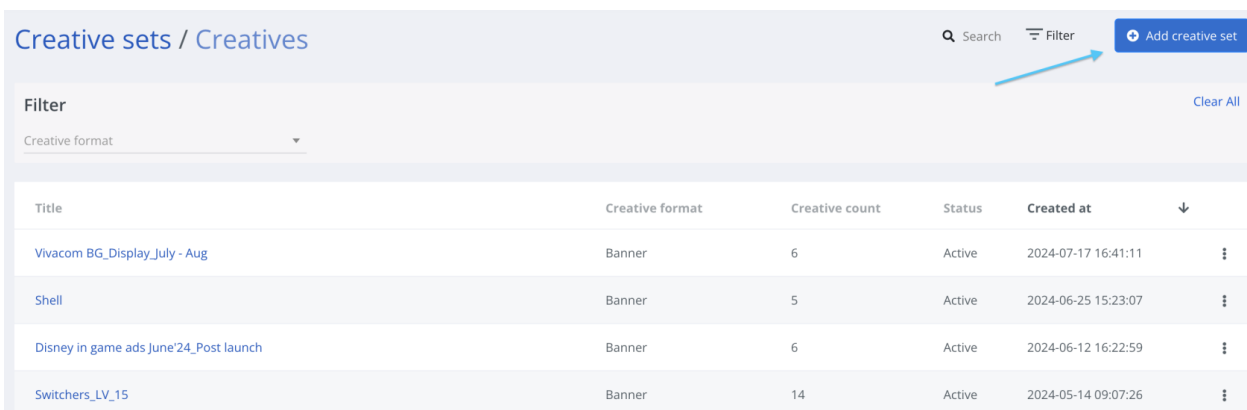 Creative sets / Creatives
Search
Filter
Add creative set
Filter
Clear All
Creative format
Title Creative format Creative count Status Created at
Vivacom BG_Display_July - Aug Banner 6 Active 2024-07-17 16:41:11
Shell Banner 5 Active 2024-06-25 15:23:07
Disney in game ads June'24_Post launch Banner 6 Active 2024-06-12 16:22:59
Switchers_LV_15 Banner 14 Active 2024-05-14 09:07:26